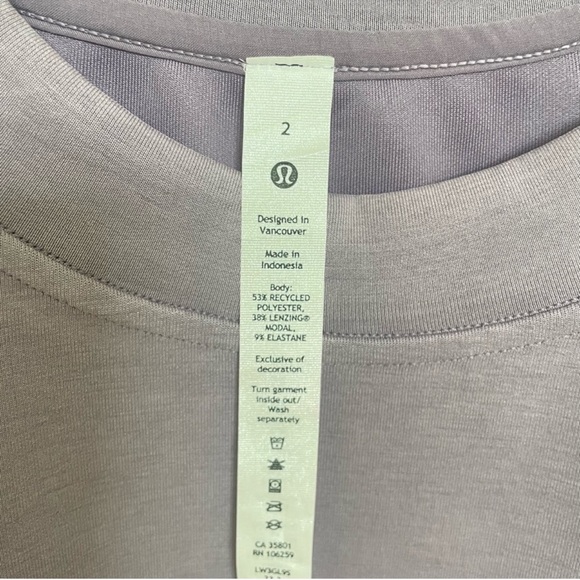 2
Designed in
Vancouver
Made in
Indonesia
Body:
53% RECYCLED
POLYESTER,
38% LENZING®
MODAL,
9% ELASTANE
Exclusive of
decoration
Turn garment
inside out/
Wash
separately
CA 35801
RN 106259
LW3GL9S